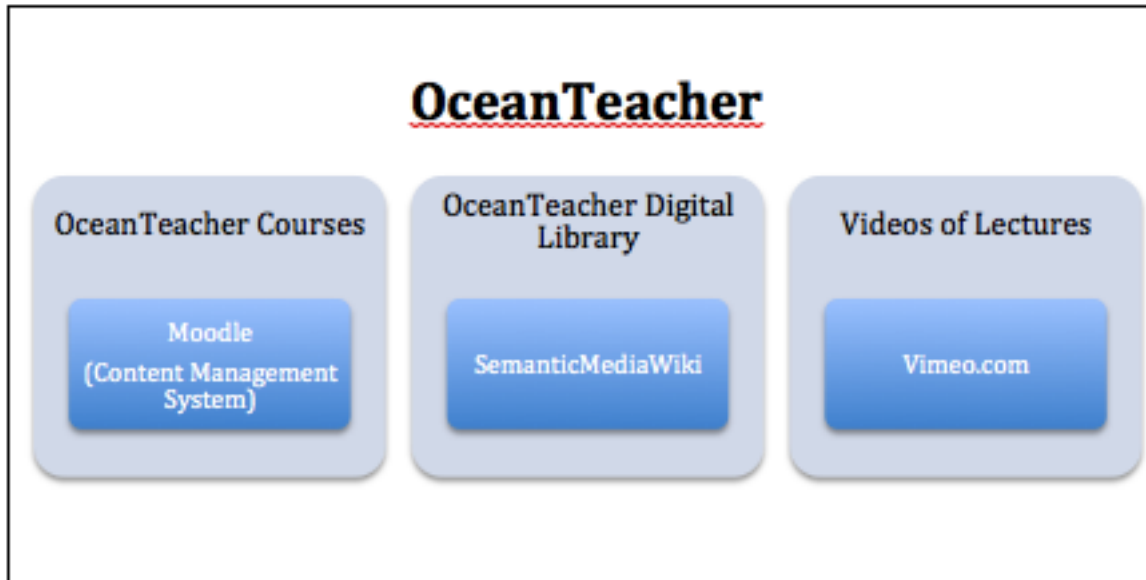 OceanTeacher
OceanTeacher Courses
Moodle
(Content Management
System)
OceanTeacher Digital
Library
SemanticMediaWiki
Videos of Lectures
Vimeo.com